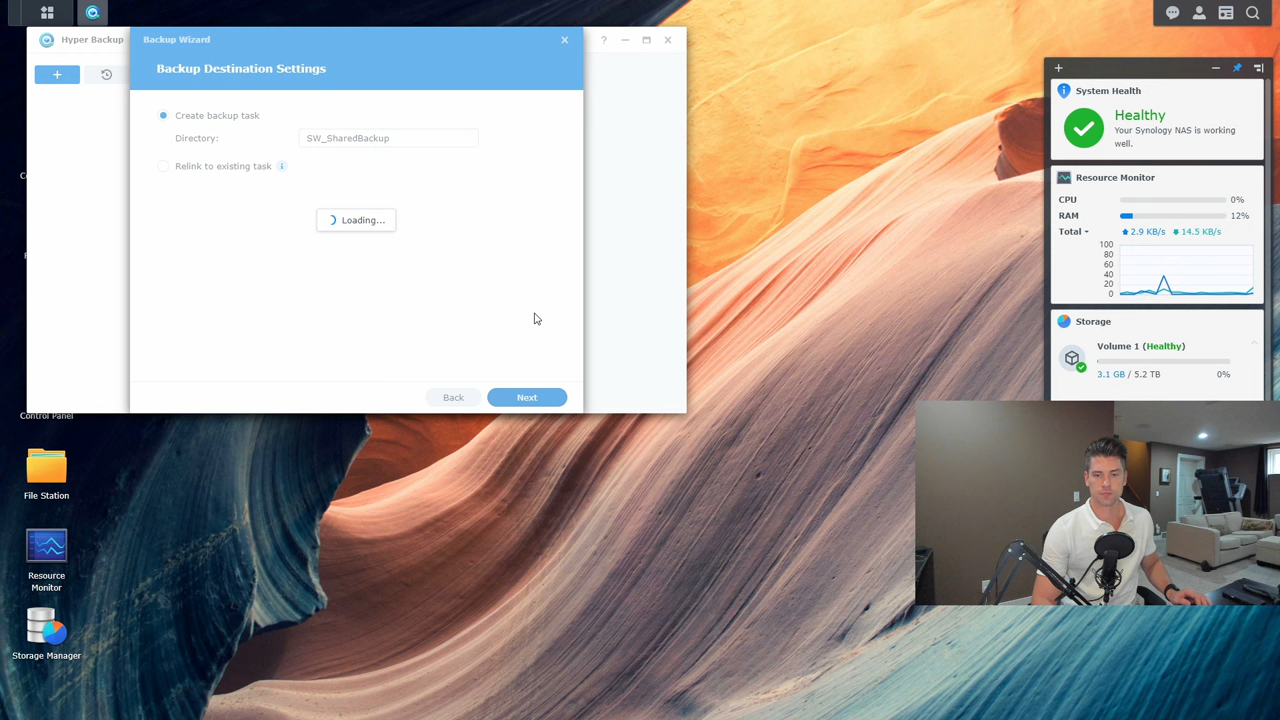 Hyper Backup
Backup Wizard
Backup Destination Settings
Create backup task
Directory:
SW_SharedBackup
Relink to existing task
Loading...
Back
Next
Control Panel
File Station
Resource
Monitor
Storage Manager
System Health
Healthy
Your Synology NAS is working
well.
Resource Monitor
CPU
0%
RAM
12%
Total
2.9 KB/s
14.5 KB/s
100
80
60
40
20
0
Storage
Volume 1 (Healthy)
3.1 GB / 5.2 TB
0%